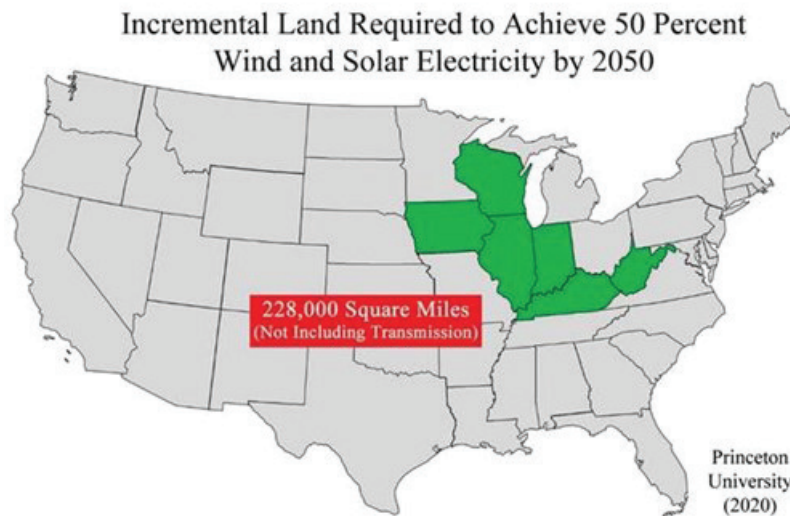 Incremental Land Required to Achieve 50 Percent
Wind and Solar Electricity by 2050
228,000 Square Miles
(Not Including Transmission)
Princeton
University
(2020)